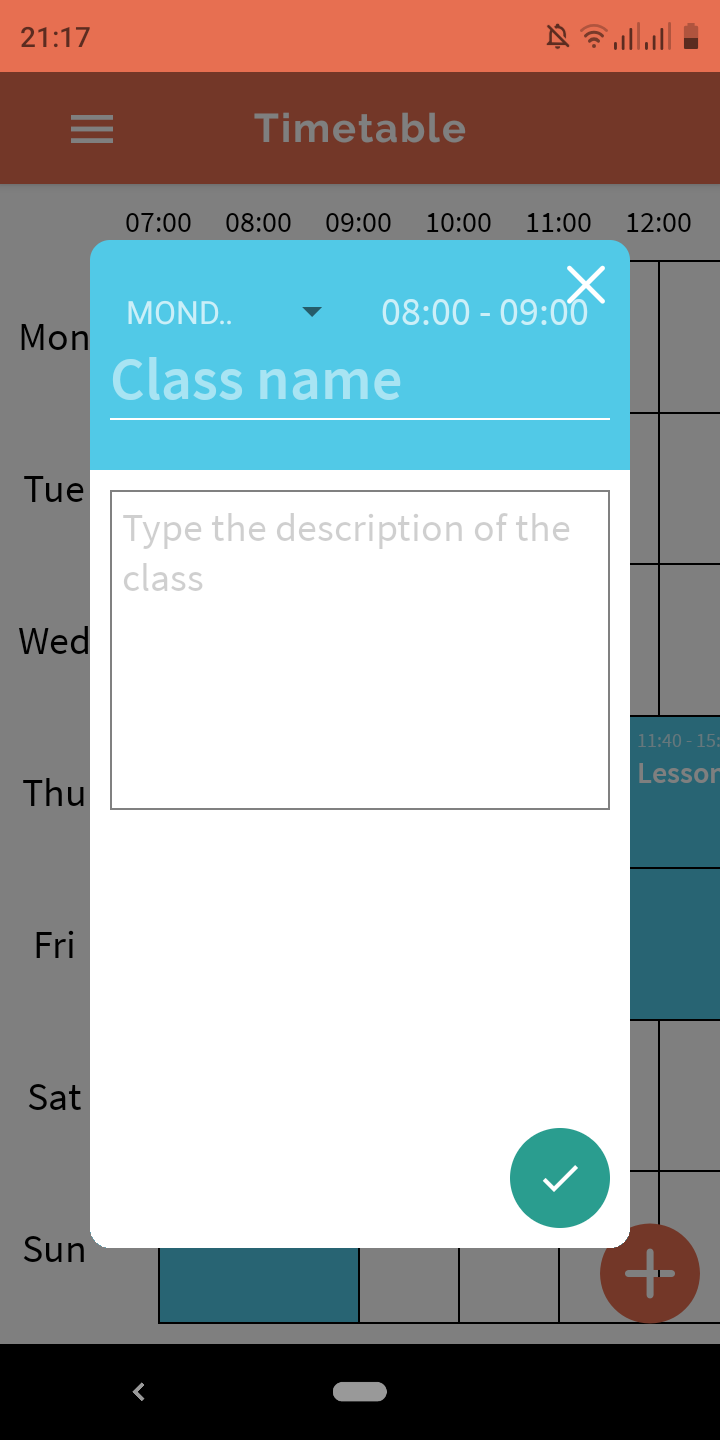 21:17
Timetable
07:00 08:00 09:00 10:00 11:00 12:00
MOND.. 08:00 - 09:00
Class name
Type the description of the
class
Mon
Tue
Wed
Thu
11:40 - 15:
Lesson
Fri
Sat
Sun